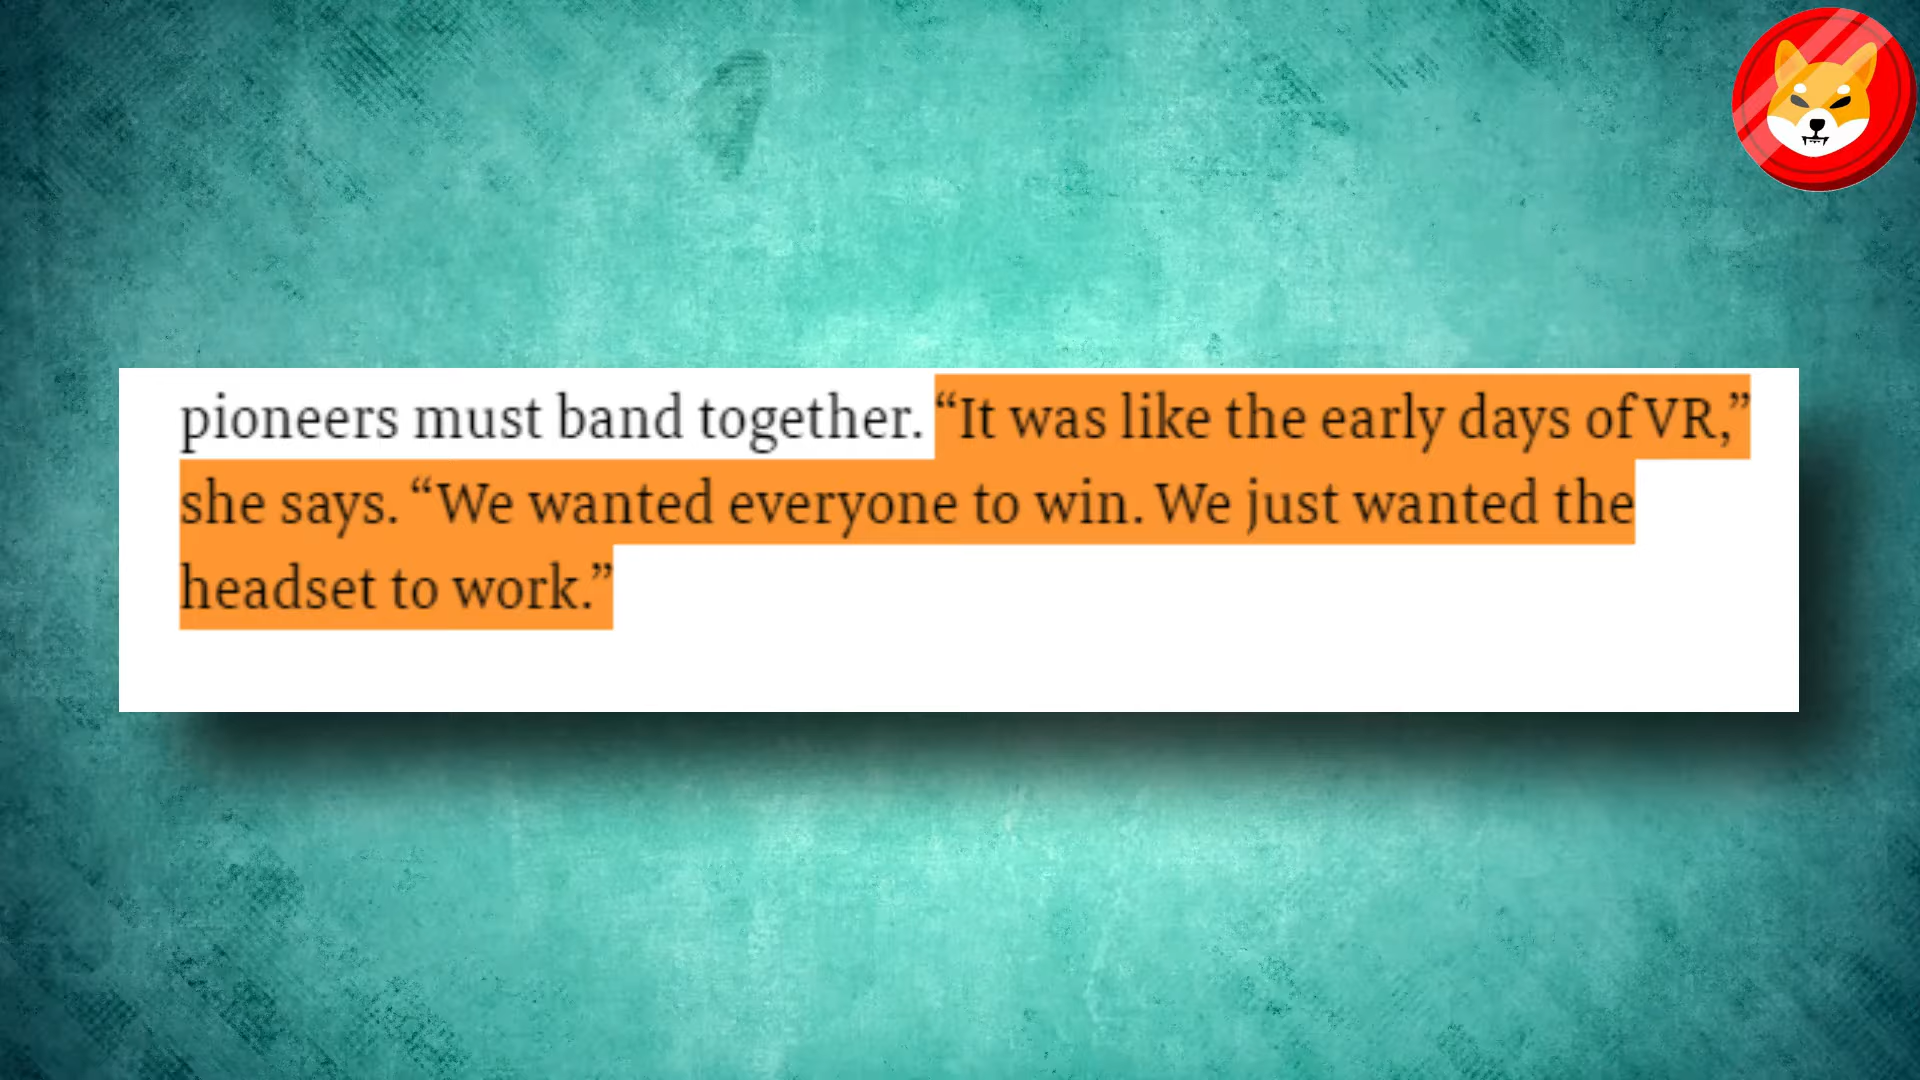 pioneers must band together. “It was like the early days of VR,”
she says. “We wanted everyone to win. We just wanted the
headset to work.”